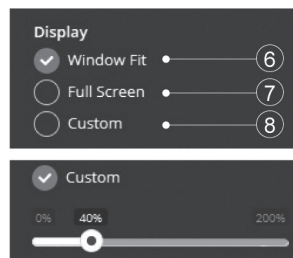 Display
Window Fit 6
Full Screen 7
Custom 8
Custom
0% 40% 200%